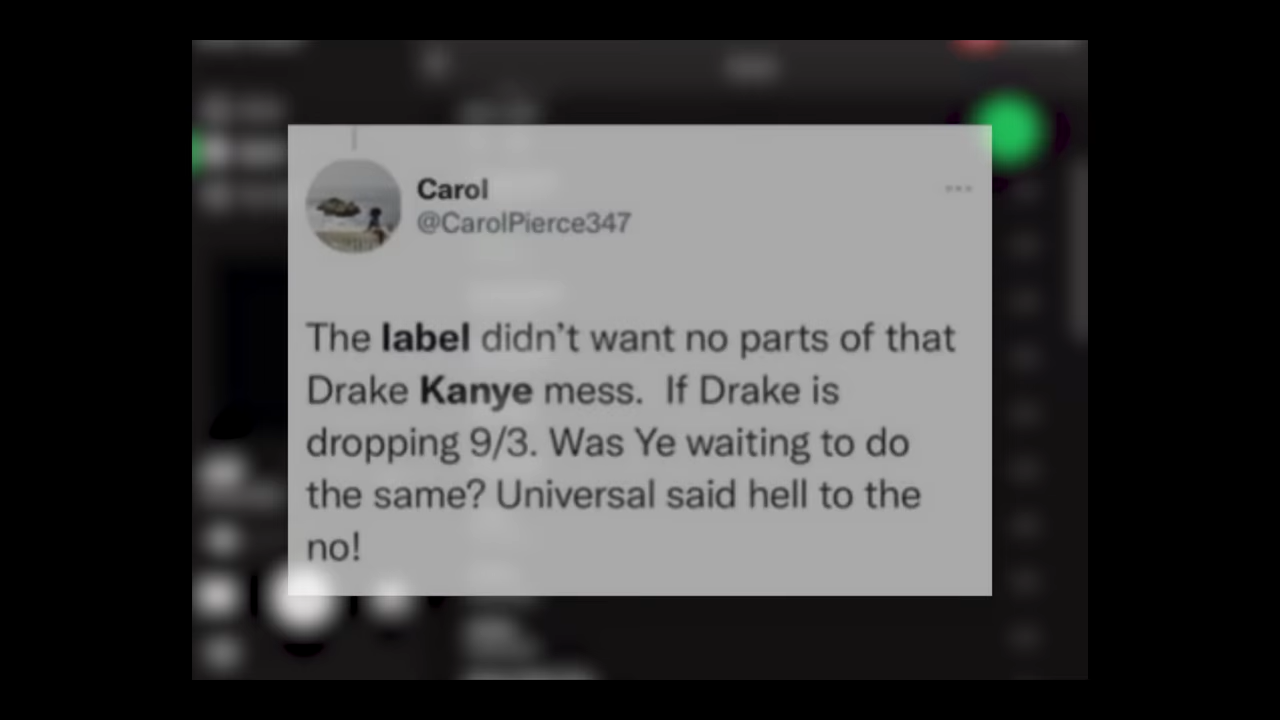 Carol
@CarolPierce347
The label didn’t want no parts of that
Drake Kanye mess.  If Drake is
dropping 9/3. Was Ye waiting to do
the same? Universal said hell to the
no!